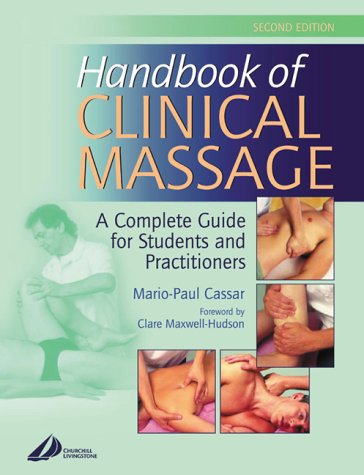 SECOND EDITION
Handbook of
CLINICAL
MASSAGE
A Complete Guide
for Students and
Practitioners
Mario-Paul Cassar
Foreword by
Clare Maxwell-Hudson
CHURCHILL
LIVINGSTONE